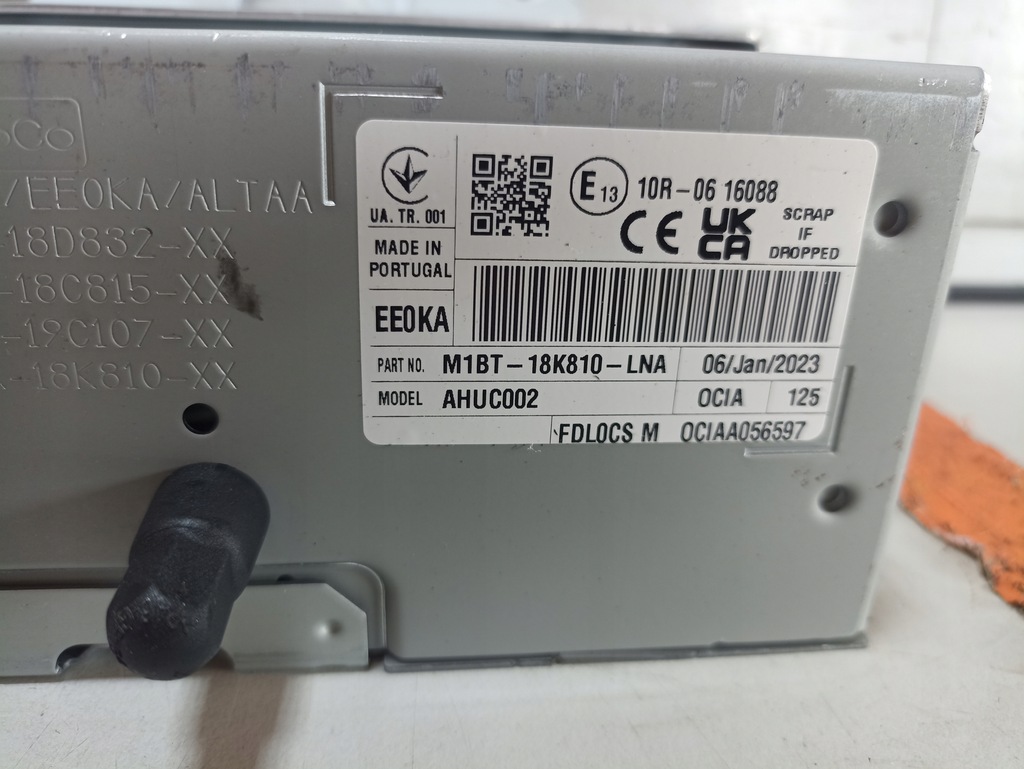 /EE0KA/ALTAA
-18D832-XX
-18C815-XX
-19C107-XX
-18K810-XX
UA. TR. 001
MADE IN
PORTUGAL
EE0KA
E13 10R-06 16088
CE UK
CA
SCRAP
IF
DROPPED
PART NO. M1BT-18K810-LNA 06/Jan/2023
MODEL AHUC002 OCIA 125
FDLOCS M OCIAA056597